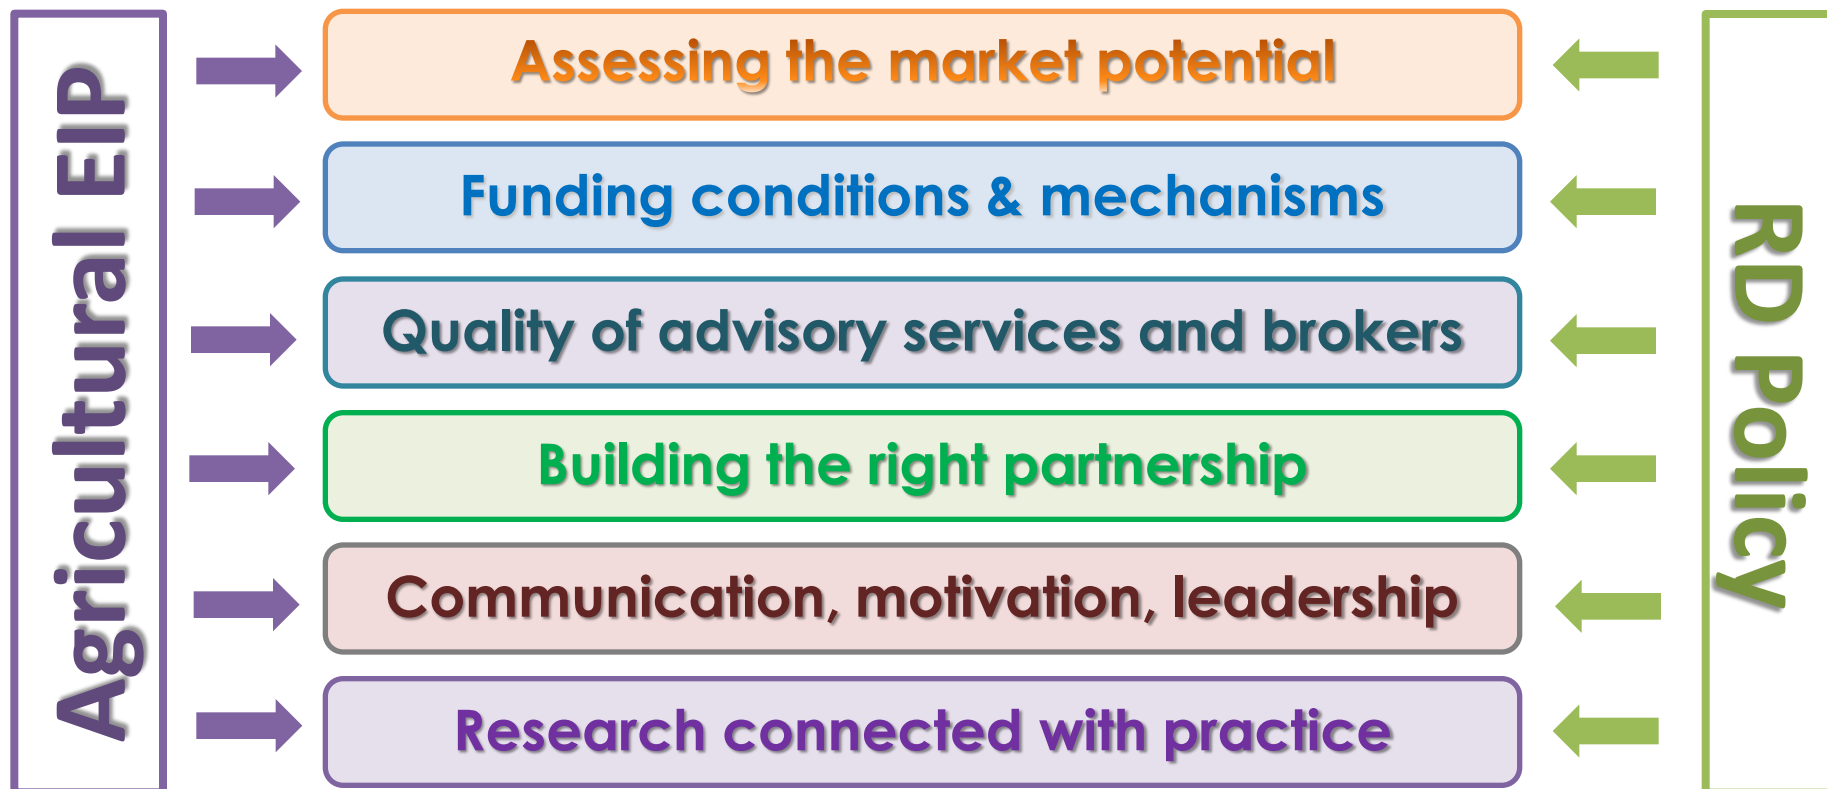 Agricultural EIP
Assessing the market potential
Funding conditions & mechanisms
Quality of advisory services and brokers
Building the right partnership
Communication, motivation, leadership
Research connected with practice
RD Policy